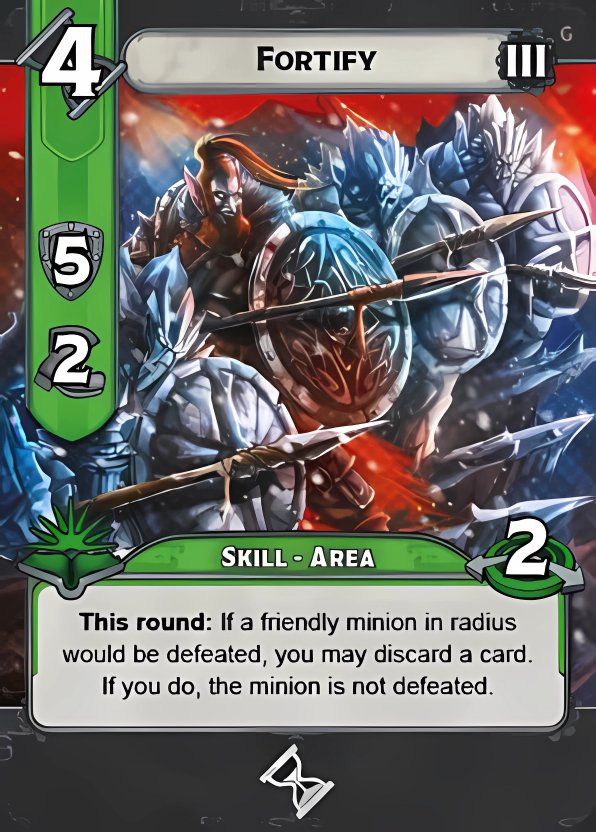 4
FORTIFY
III
G
5
2
SKILL - AREA
2
This round: If a friendly minion in radius
would be defeated, you may discard a card.
If you do, the minion is not defeated.